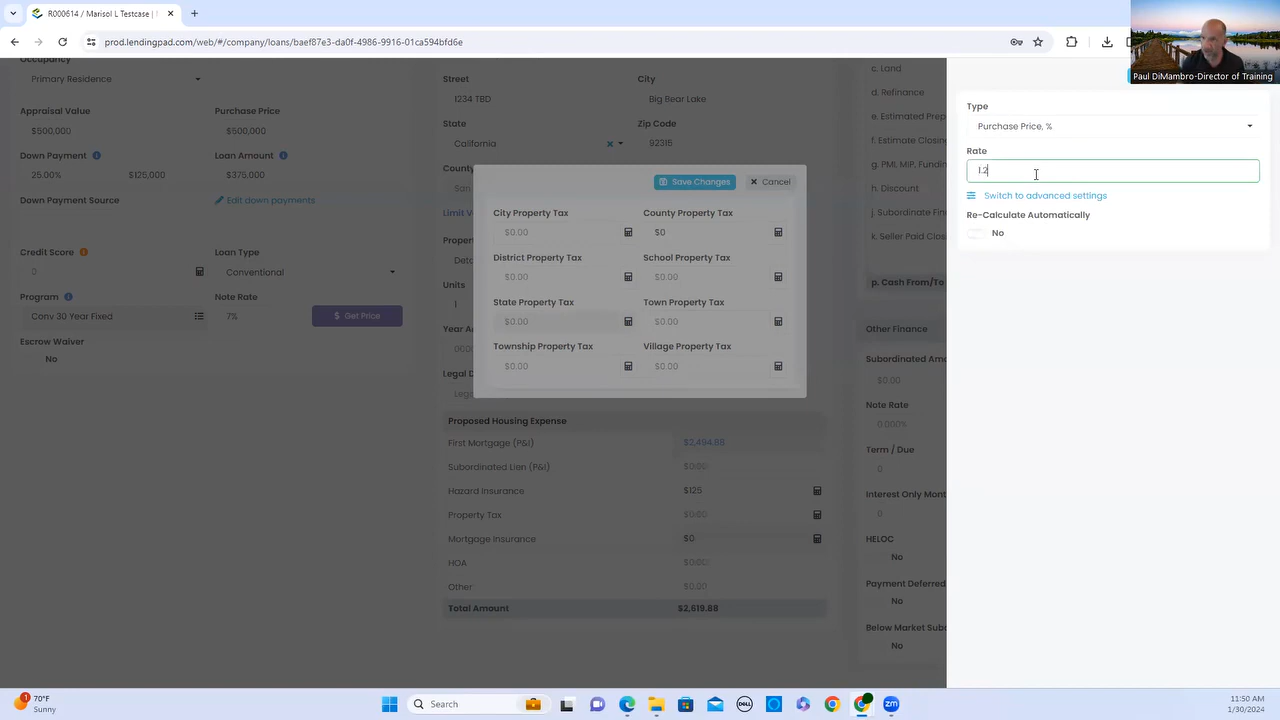 R000614 / Marisol L Testcase |
prod.lendingpad.com/web/#/company/loans/baef87e3-da0f-4986-9916-01ca594bfd6e
Paul DiMambro-Director of Training
Occupancy
Primary Residence
Appraisal Value
Purchase Price
$500,000
$500,000
Down Payment
Loan Amount
25.00%
$125,000
$375,000
Down Payment Source
Edit down payments
Credit Score
Loan Type
0
Conventional
Program
Note Rate
Conv 30 Year Fixed
7%
$ Get Price
Escrow Waiver
No
Street
City
1234 TBD
Big Bear Lake
State
Zip Code
California
92315
County
San
Limit
Units
1
Proposed Housing Expense
First Mortgage (P&I)
$2,494.88
Subordinated Lien (P&I)
$0.00
Hazard Insurance
$125
Property Tax
$0.00
Mortgage Insurance
$0
HOA
$0.00
Other
$0.00
Total Amount
$2,619.88
Save Changes
Cancel
City Property Tax
County Property Tax
$0.00
$0
District Property Tax
School Property Tax
$0.00
$0.00
State Property Tax
Town Property Tax
$0.00
$0.00
Township Property Tax
Village Property Tax
$0.00
$0.00
c. Land
d. Refinance
e. Estimated Prep
f. Estimate Closing
g. PMI, MIP, Fundin
h. Discount
j. Subordinate Fin
k. Seller Paid Clos
p. Cash From/To
Other Finance
Subordinated Amo
$0.00
Note Rate
0.000%
Term / Due
0
Interest Only Mont
0
HELOC
No
Payment Deferred
No
Below Market Sub
No
Type
Purchase Price, %
Rate
1.2
Switch to advanced settings
Re-Calculate Automatically
No
70°F
Sunny
Search
11:50 AM
1/30/2024